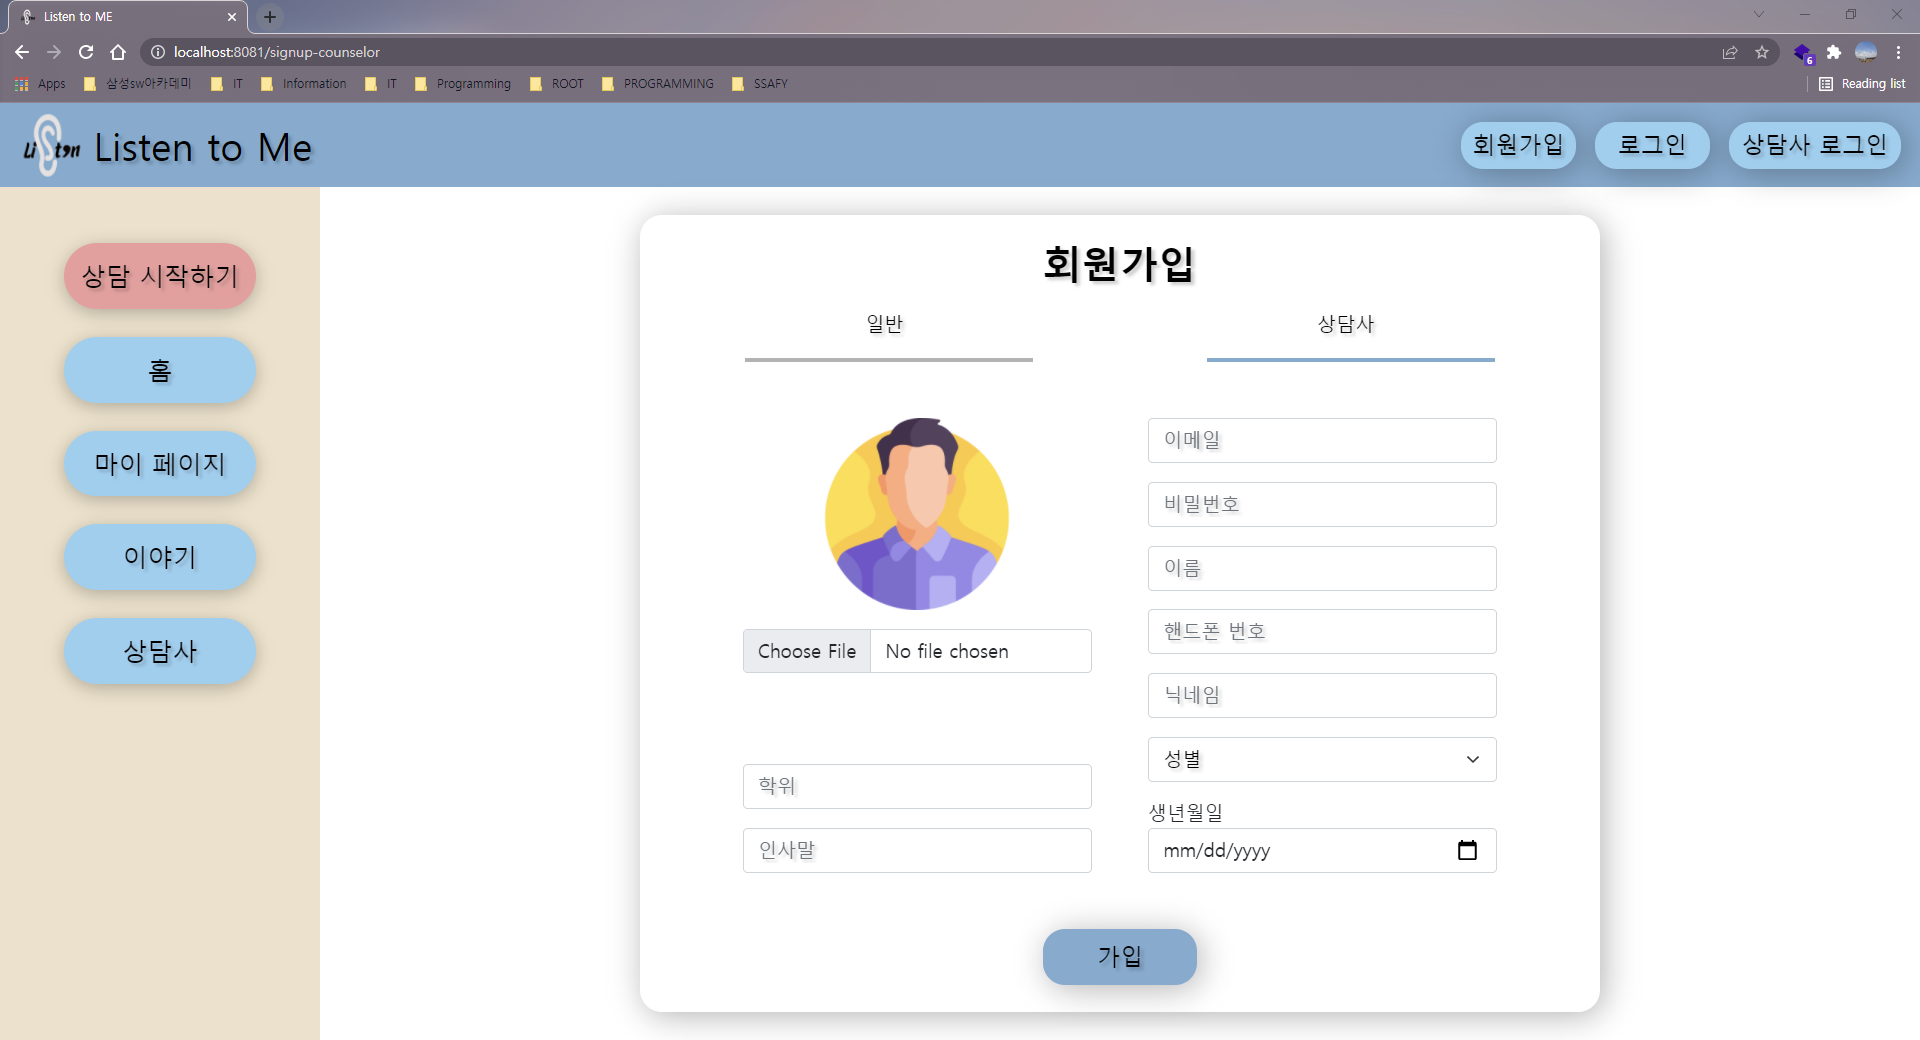 Listen to ME
localhost:8081/signup-counselor
6
Apps 삼성sw아카데미 IT Information IT Programming ROOT PROGRAMMING SSAFY Reading list
Listen Listen to Me 회원가입 로그인 상담사 로그인
상담 시작하기
홈
마이 페이지
이야기
상담사
회원가입
일반 상담사
Choose File No file chosen
학위
인사말
이메일
비밀번호
이름
핸드폰 번호
닉네임
성별
생년월일
mm/dd/yyyy
가입